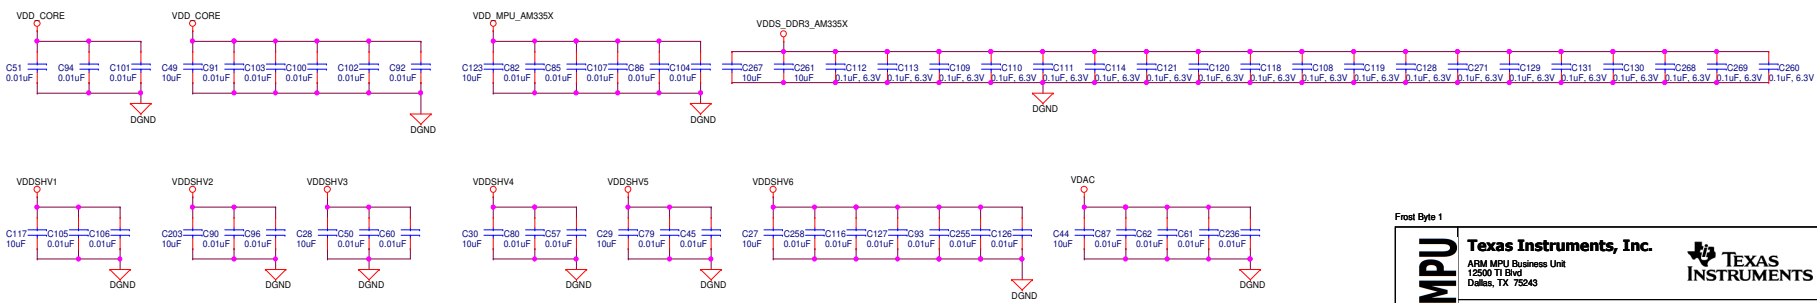 VDD_CORE
VDD_CORE
VDD_MPU_AM335X
VDDS_DDR3_AM335X
C51
0.01uF
C94
0.01uF
C101
0.01uF
C49
10uF
C91
0.01uF
C103
0.01uF
C100
0.01uF
C102
0.01uF
C92
0.01uF
C123
10uF
C82
0.01uF
C85
0.01uF
C107
0.01uF
C86
0.01uF
C104
0.01uF
C267
10uF
C261
10uF
C112
0.1uF, 6.3V
C113
0.1uF, 6.3V
C109
0.1uF, 6.3V
C110
0.1uF, 6.3V
C111
0.1uF, 6.3V
C114
0.1uF, 6.3V
C121
0.1uF, 6.3V
C120
0.1uF, 6.3V
C118
0.1uF, 6.3V
C108
0.1uF, 6.3V
C119
0.1uF, 6.3V
C128
0.1uF, 6.3V
C271
0.1uF, 6.3V
C129
0.1uF, 6.3V
C131
0.1uF, 6.3V
C130
0.1uF, 6.3V
C268
0.1uF, 6.3V
C269
0.1uF, 6.3V
C260
0.1uF, 6.3V
DGND
DGND
DGND
DGND
VDDSHV1
VDDSHV2
VDDSHV3
VDDSHV4
VDDSHV5
VDDSHV6
VDAC
C117
10uF
C105
0.01uF
C106
0.01uF
C203
10uF
C90
0.01uF
C96
0.01uF
C28
10uF
C50
0.01uF
C60
0.01uF
C30
10uF
C80
0.01uF
C57
0.01uF
C29
10uF
C79
0.01uF
C45
0.01uF
C27
10uF
C258
0.01uF
C116
0.01uF
C127
0.01uF
C93
0.01uF
C255
0.01uF
C126
0.01uF
C44
10uF
C87
0.01uF
C62
0.01uF
C61
0.01uF
C236
0.01uF
DGND
DGND
DGND
DGND
DGND
DGND
DGND
Frost Byte 1
MPU
Texas Instruments, Inc.
ARM MPU Business Unit
12500 TI Blvd
Dallas, TX 75243
TEXAS
INSTRUMENTS